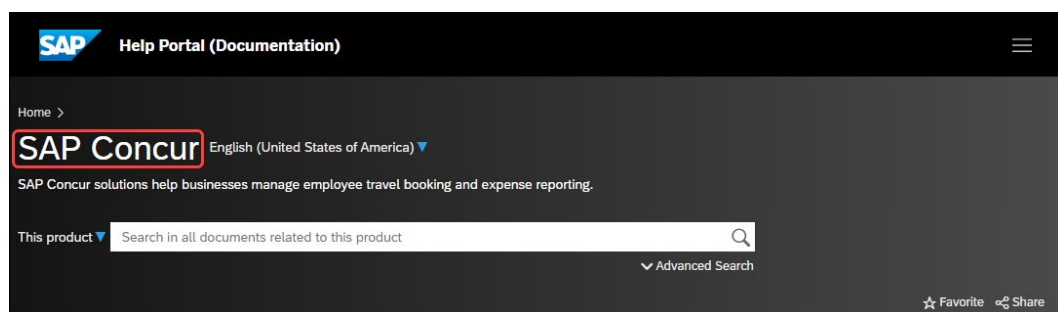 SAP Help Portal (Documentation)
Home >
SAP Concur English (United States of America)
SAP Concur solutions help businesses manage employee travel booking and expense reporting.
This product Search in all documents related to this product
Advanced Search
Favorite Share